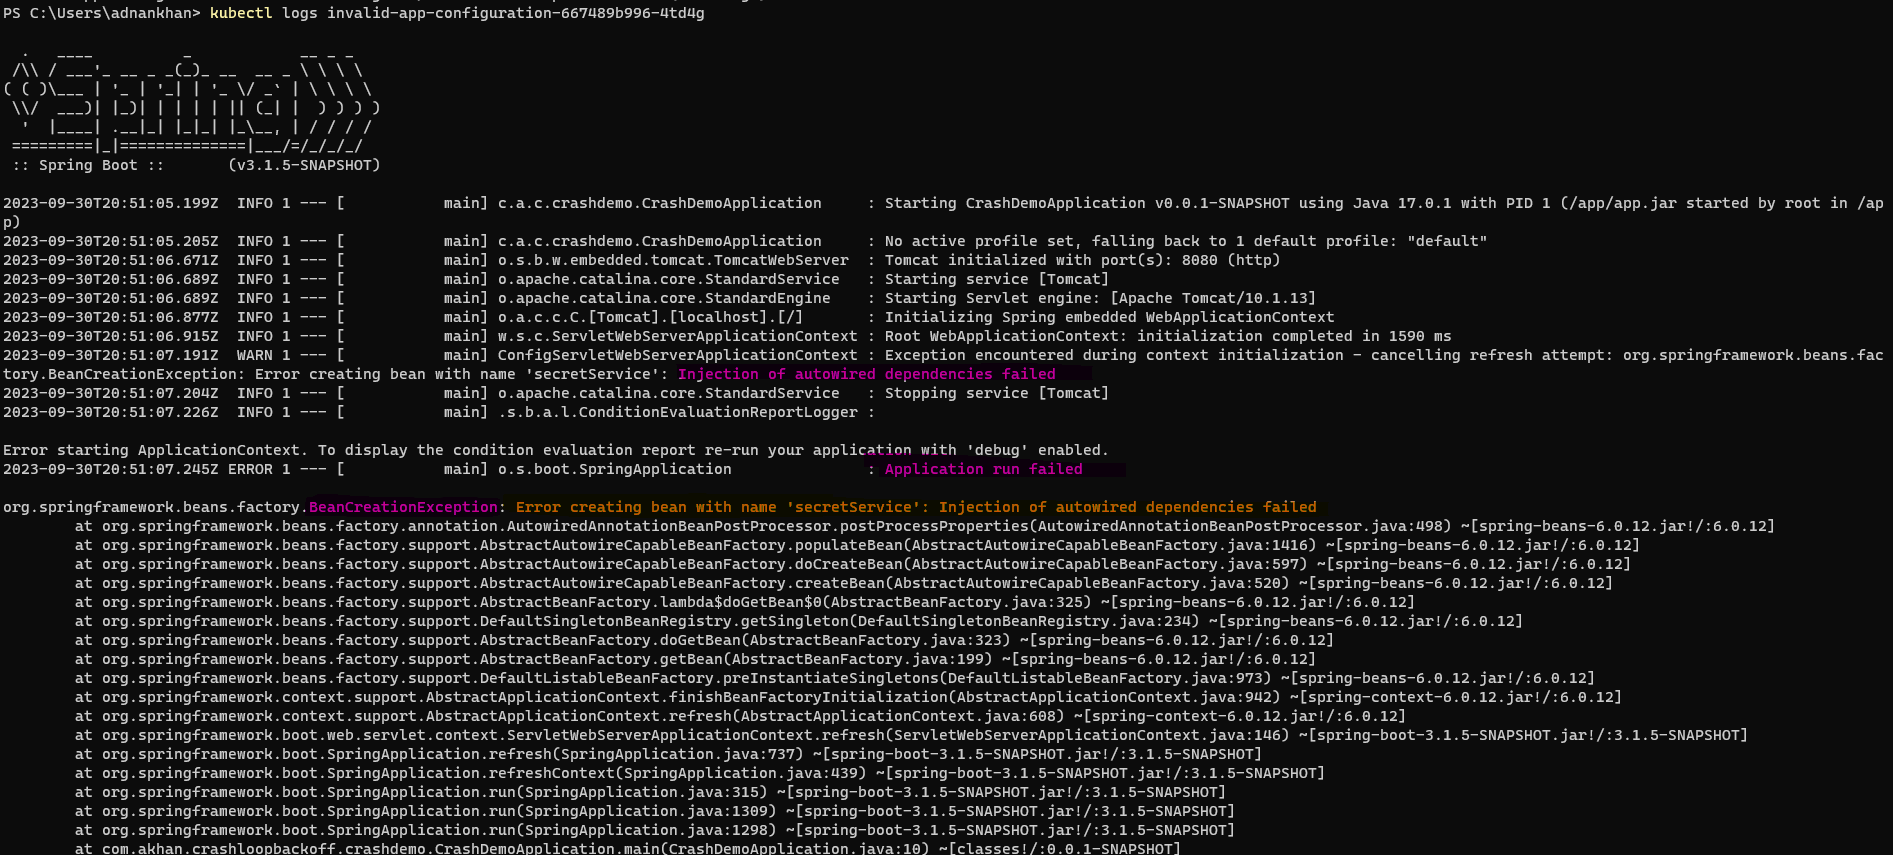 PS C:\Users\adnankhan> kubectl logs invalid-app-configuration-667489b996-4td4g
  .   ____          _            __ _ _
 /\\ / ___'_ __ _ _(_)_ __  __ _ \ \ \ \
( ( )\___ | '_ | '_| | '_ \/ _` | \ \ \ \
 \\/  ___)| |_)| | | | | || (_| |  ) ) ) )
  '  |____| .__|_| |_|_| |_\__, | / / / /
 =========|_|==============|___/=/_/_/_/
 :: Spring Boot ::       (v3.1.5-SNAPSHOT)
2023-09-30T20:51:05.199Z  INFO 1 --- [           main] c.a.c.crashdemo.CrashDemoApplication     : Starting CrashDemoApplication v0.0.1-SNAPSHOT using Java 17.0.1 with PID 1 (/app/app.jar started by root in /ap
p)
2023-09-30T20:51:05.205Z  INFO 1 --- [           main] c.a.c.crashdemo.CrashDemoApplication     : No active profile set, falling back to 1 default profile: "default"
2023-09-30T20:51:06.671Z  INFO 1 --- [           main] o.s.b.w.embedded.tomcat.TomcatWebServer  : Tomcat initialized with port(s): 8080 (http)
2023-09-30T20:51:06.689Z  INFO 1 --- [           main] o.apache.catalina.core.StandardService   : Starting service [Tomcat]
2023-09-30T20:51:06.689Z  INFO 1 --- [           main] o.apache.catalina.core.StandardEngine    : Starting Servlet engine: [Apache Tomcat/10.1.13]
2023-09-30T20:51:06.877Z  INFO 1 --- [           main] o.a.c.c.C.[Tomcat].[localhost].[/]       : Initializing Spring embedded WebApplicationContext
2023-09-30T20:51:06.915Z  INFO 1 --- [           main] w.s.c.ServletWebServerApplicationContext : Root WebApplicationContext: initialization completed in 1590 ms
2023-09-30T20:51:07.191Z  WARN 1 --- [           main] ConfigServletWebServerApplicationContext : Exception encountered during context initialization - cancelling refresh attempt: org.springframework.beans.fac
tory.BeanCreationException: Error creating bean with name 'secretService': Injection of autowired dependencies failed
2023-09-30T20:51:07.204Z  INFO 1 --- [           main] o.apache.catalina.core.StandardService   : Stopping service [Tomcat]
2023-09-30T20:51:07.226Z  INFO 1 --- [           main] .s.b.a.l.ConditionEvaluationReportLogger :
Error starting ApplicationContext. To display the condition evaluation report re-run your application with 'debug' enabled.
2023-09-30T20:51:07.245Z ERROR 1 --- [           main] o.s.boot.SpringApplication               : Application run failed
org.springframework.beans.factory.BeanCreationException: Error creating bean with name 'secretService': Injection of autowired dependencies failed
        at org.springframework.beans.factory.annotation.AutowiredAnnotationBeanPostProcessor.postProcessProperties(AutowiredAnnotationBeanPostProcessor.java:498) ~[spring-beans-6.0.12.jar!/:6.0.12]
        at org.springframework.beans.factory.support.AbstractAutowireCapableBeanFactory.populateBean(AbstractAutowireCapableBeanFactory.java:1416) ~[spring-beans-6.0.12.jar!/:6.0.12]
        at org.springframework.beans.factory.support.AbstractAutowireCapableBeanFactory.doCreateBean(AbstractAutowireCapableBeanFactory.java:597) ~[spring-beans-6.0.12.jar!/:6.0.12]
        at org.springframework.beans.factory.support.AbstractAutowireCapableBeanFactory.createBean(AbstractAutowireCapableBeanFactory.java:520) ~[spring-beans-6.0.12.jar!/:6.0.12]
        at org.springframework.beans.factory.support.AbstractBeanFactory.lambda$doGetBean$0(AbstractBeanFactory.java:325) ~[spring-beans-6.0.12.jar!/:6.0.12]
        at org.springframework.beans.factory.support.DefaultSingletonBeanRegistry.getSingleton(DefaultSingletonBeanRegistry.java:234) ~[spring-beans-6.0.12.jar!/:6.0.12]
        at org.springframework.beans.factory.support.AbstractBeanFactory.doGetBean(AbstractBeanFactory.java:323) ~[spring-beans-6.0.12.jar!/:6.0.12]
        at org.springframework.beans.factory.support.AbstractBeanFactory.getBean(AbstractBeanFactory.java:199) ~[spring-beans-6.0.12.jar!/:6.0.12]
        at org.springframework.beans.factory.support.DefaultListableBeanFactory.preInstantiateSingletons(DefaultListableBeanFactory.java:973) ~[spring-beans-6.0.12.jar!/:6.0.12]
        at org.springframework.context.support.AbstractApplicationContext.finishBeanFactoryInitialization(AbstractApplicationContext.java:942) ~[spring-context-6.0.12.jar!/:6.0.12]
        at org.springframework.context.support.AbstractApplicationContext.refresh(AbstractApplicationContext.java:608) ~[spring-context-6.0.12.jar!/:6.0.12]
        at org.springframework.boot.web.servlet.context.ServletWebServerApplicationContext.refresh(ServletWebServerApplicationContext.java:146) ~[spring-boot-3.1.5-SNAPSHOT.jar!/:3.1.5-SNAPSHOT]
        at org.springframework.boot.SpringApplication.refresh(SpringApplication.java:737) ~[spring-boot-3.1.5-SNAPSHOT.jar!/:3.1.5-SNAPSHOT]
        at org.springframework.boot.SpringApplication.refreshContext(SpringApplication.java:439) ~[spring-boot-3.1.5-SNAPSHOT.jar!/:3.1.5-SNAPSHOT]
        at org.springframework.boot.SpringApplication.run(SpringApplication.java:315) ~[spring-boot-3.1.5-SNAPSHOT.jar!/:3.1.5-SNAPSHOT]
        at org.springframework.boot.SpringApplication.run(SpringApplication.java:1309) ~[spring-boot-3.1.5-SNAPSHOT.jar!/:3.1.5-SNAPSHOT]
        at org.springframework.boot.SpringApplication.run(SpringApplication.java:1298) ~[spring-boot-3.1.5-SNAPSHOT.jar!/:3.1.5-SNAPSHOT]
        at com.akhan.crashloopbackoff.crashdemo.CrashDemoApplication.main(CrashDemoApplication.java:10) ~[classes!/:0.0.1-SNAPSHOT]